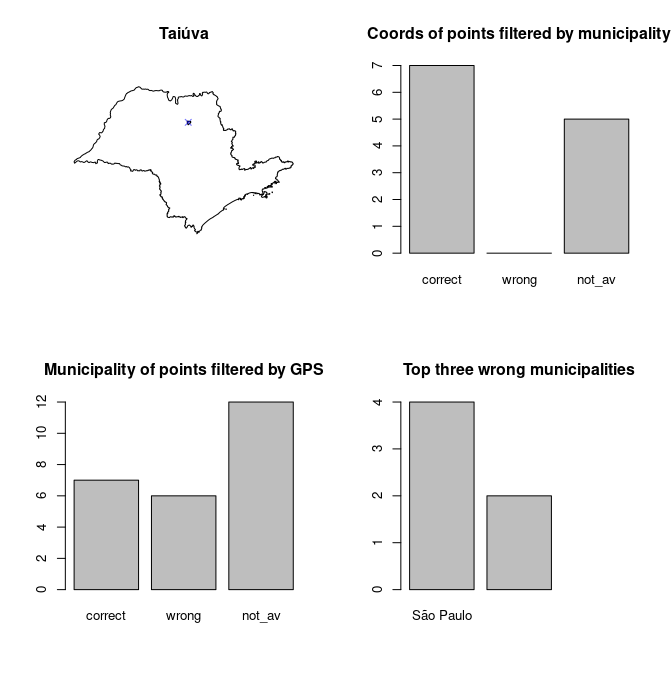 Taiúva
Coords of points filtered by municipality
7
6
5
4
3
2
1
0
correct wrong not_av
Municipality of points filtered by GPS
12
10
8
6
4
2
0
correct wrong not_av
Top three wrong municipalities
4
3
2
1
0
São Paulo